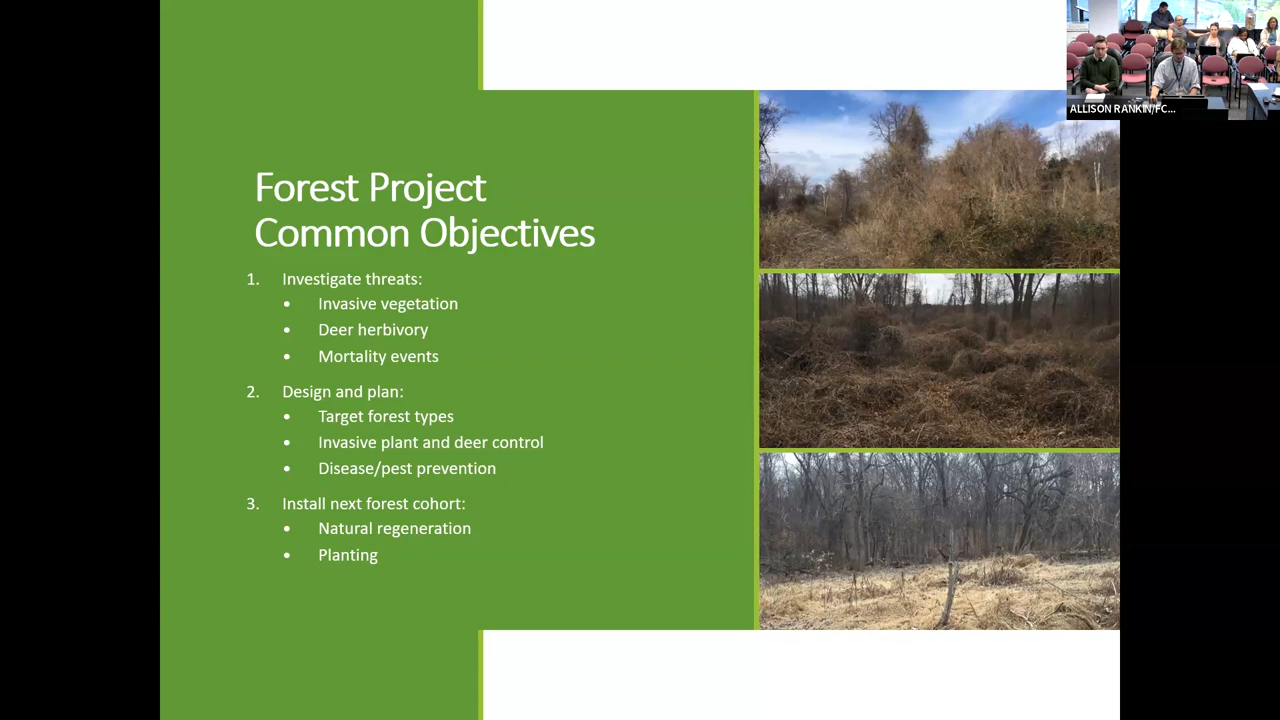 ALLISON RANKIN/FC...
Forest Project
Common Objectives
1. Investigate threats:
• Invasive vegetation
• Deer herbivory
• Mortality events
2. Design and plan:
• Target forest types
• Invasive plant and deer control
• Disease/pest prevention
3. Install next forest cohort:
• Natural regeneration
• Planting